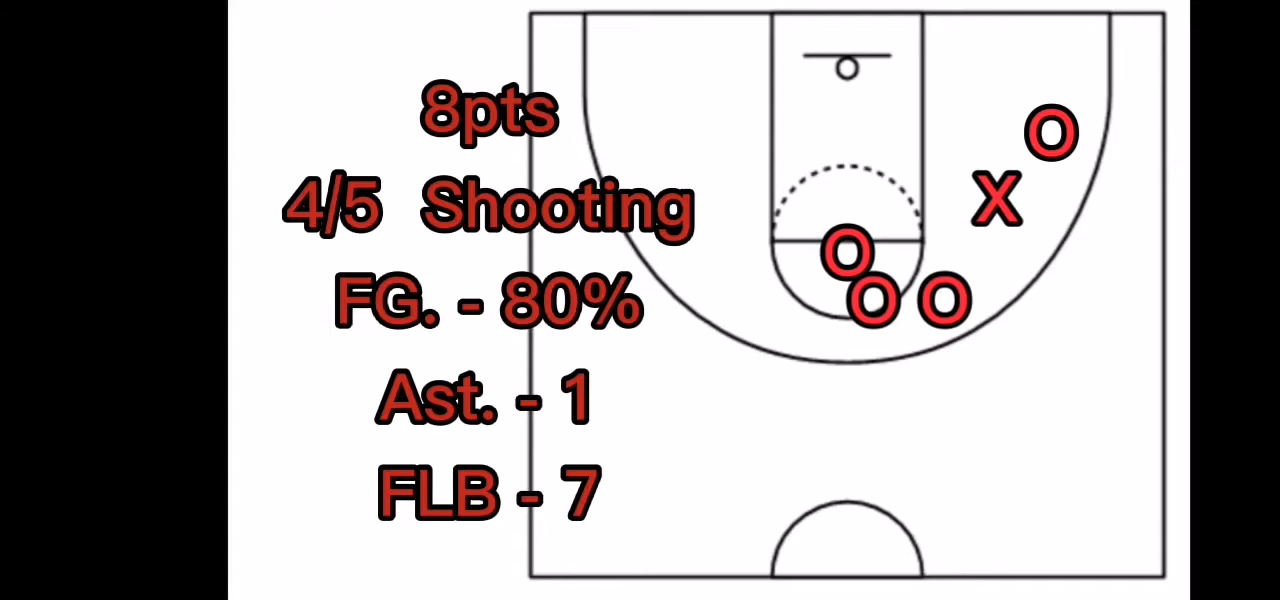 8pts
4/5 Shooting
FG. - 80%
Ast. - 1
FLB - 7
O
X
O
O O